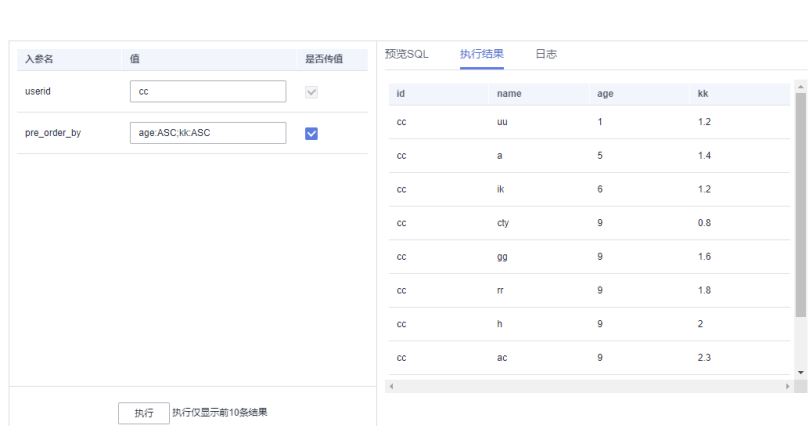 入参名 值 是否传值
userid cc
pre_order_by age:ASC;kk:ASC
执行 执行仅显示前10条结果
预览SQL 执行结果 日志
id name age kk
cc uu 1 1.2
cc a 5 1.4
cc ik 6 1.2
cc cty 9 0.8
cc gg 9 1.6
cc rr 9 1.8
cc h 9 2
cc ac 9 2.3